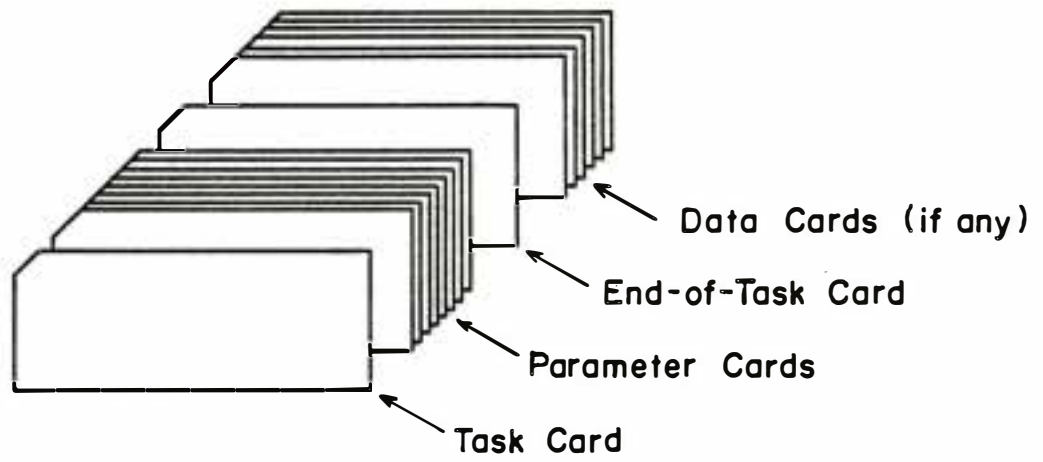 Data Cards (if any)
End-of-Task Card
Parameter Cards
Task Card